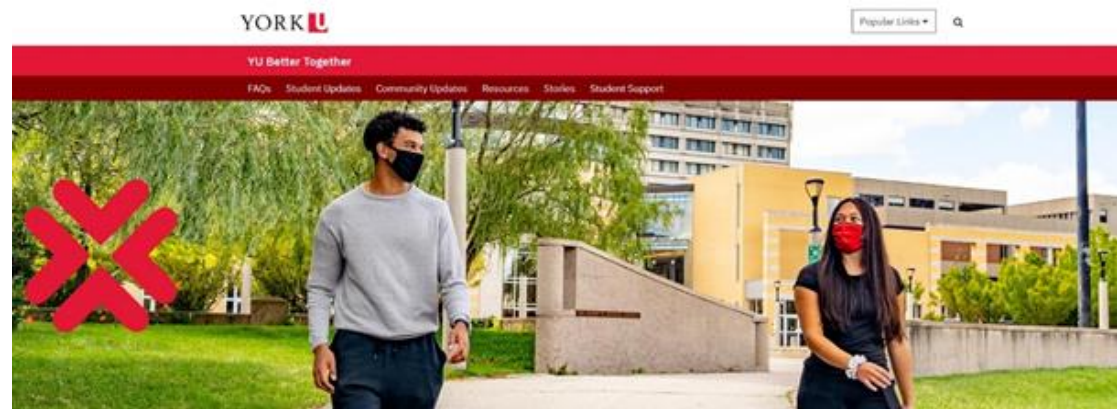 YORK U
Popular Links
YU Better Together
FAQs Student Updates Community Updates Resources Stories Student Support